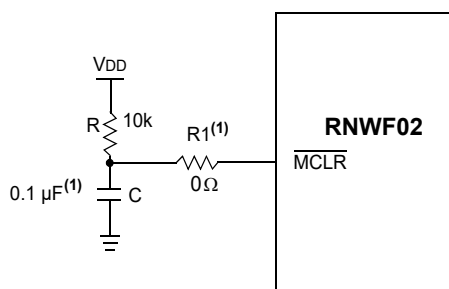 VDD
R
10k
R1(1)
0Ω
RNWF02
MCLR
0.1 µF(1)
C